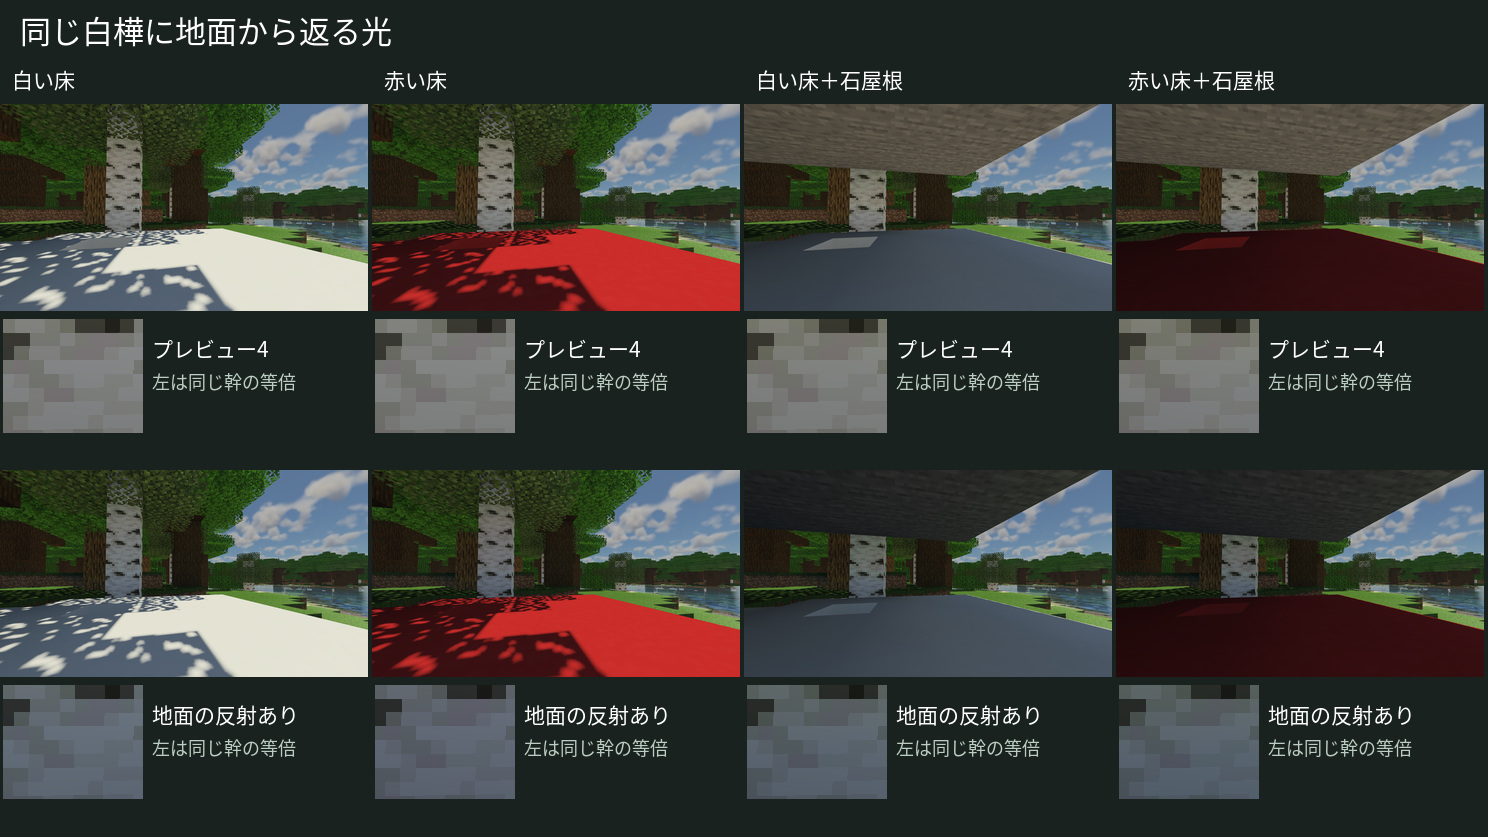 同じ白樺に地面から返る光
白い床
赤い床
白い床＋石屋根
赤い床＋石屋根
プレビュー4
左は同じ幹の等倍
プレビュー4
左は同じ幹の等倍
プレビュー4
左は同じ幹の等倍
プレビュー4
左は同じ幹の等倍
地面の反射あり
左は同じ幹の等倍
地面の反射あり
左は同じ幹の等倍
地面の反射あり
左は同じ幹の等倍
地面の反射あり
左は同じ幹の等倍